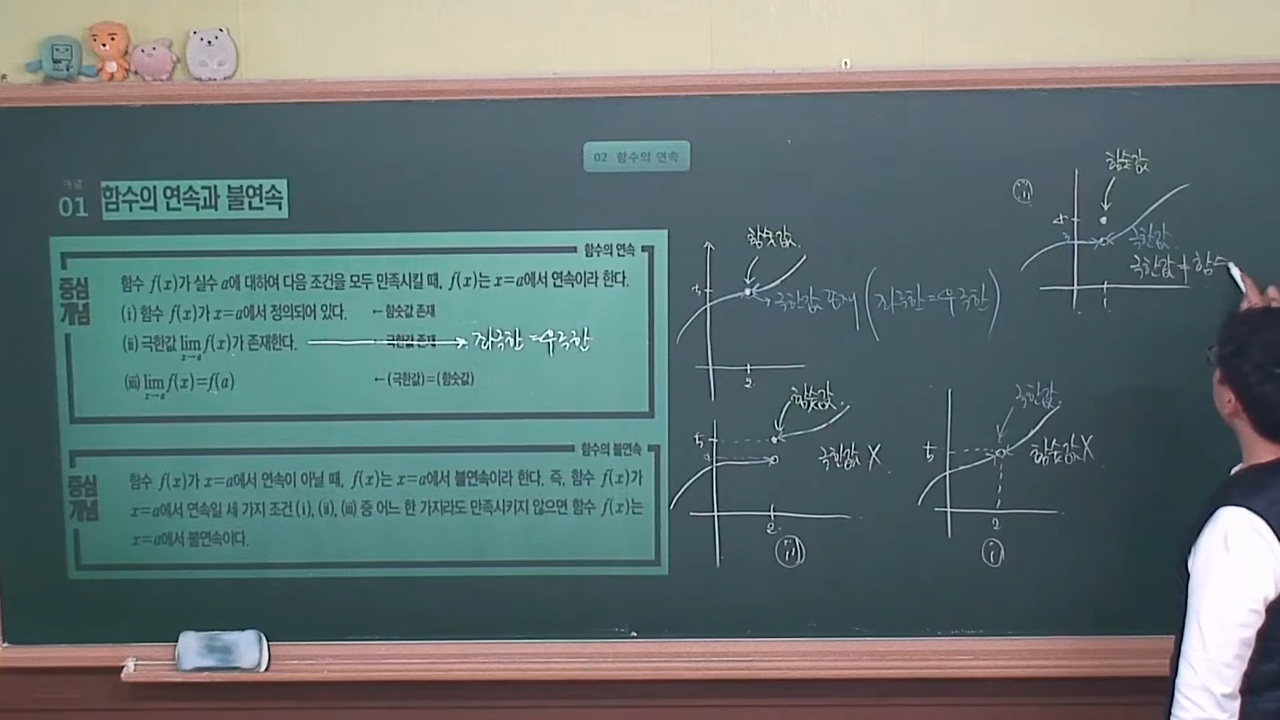 02 함수의 연속
개념
01 함수의 연속과 불연속
함수의 연속
중심
개념
함수 f(x)가 실수 a에 대하여 다음 조건을 모두 만족시킬 때, f(x)는 x=a에서 연속이라 한다.
(i) 함수 f(x)가 x=a에서 정의되어 있다. ←함숫값 존재
(ii) 극한값 lim x→a f(x)가 존재한다. ←극한값 존재 → 좌극한=우극한
(iii) lim x→a f(x)=f(a) ←(극한값)=(함숫값)
함수의 불연속
중심
개념
함수 f(x)가 x=a에서 연속이 아닐 때, f(x)는 x=a에서 불연속이라 한다. 즉, 함수 f(x)가
x=a에서 연속일 세 가지 조건 (i), (ii), (iii) 중 어느 한 가지라도 만족시키지 않으면 함수 f(x)는
x=a에서 불연속이다.
함숫값
극한값 존재 (좌극한=우극한)
2
함숫값
5
극한값 X
2
ii)
극한값
5
함숫값X
2
i)
함숫값
극한값
극한값≠함수